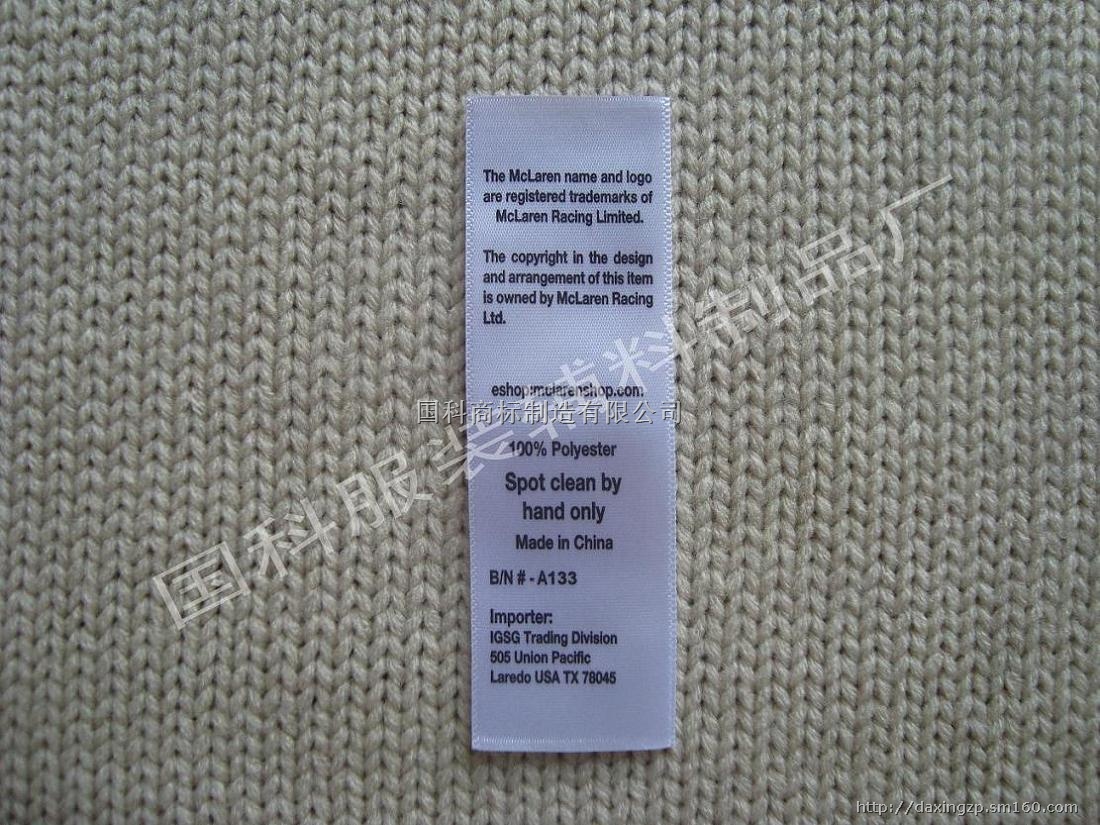 The McLaren name and logo
are registered trademarks of
McLaren Racing Limited.
The copyright in the design
and arrangement of this item
is owned by McLaren Racing
Ltd.
eshop:mclarenshop.com
国科商标制造有限公司
100% Polyester
Spot clean by
hand only
Made in China
B/N # - A133
Importer:
IGSG Trading Division
505 Union Pacific
Laredo USA TX 78045
国科服装辅料制品厂
http://daxingzp.sm160.com